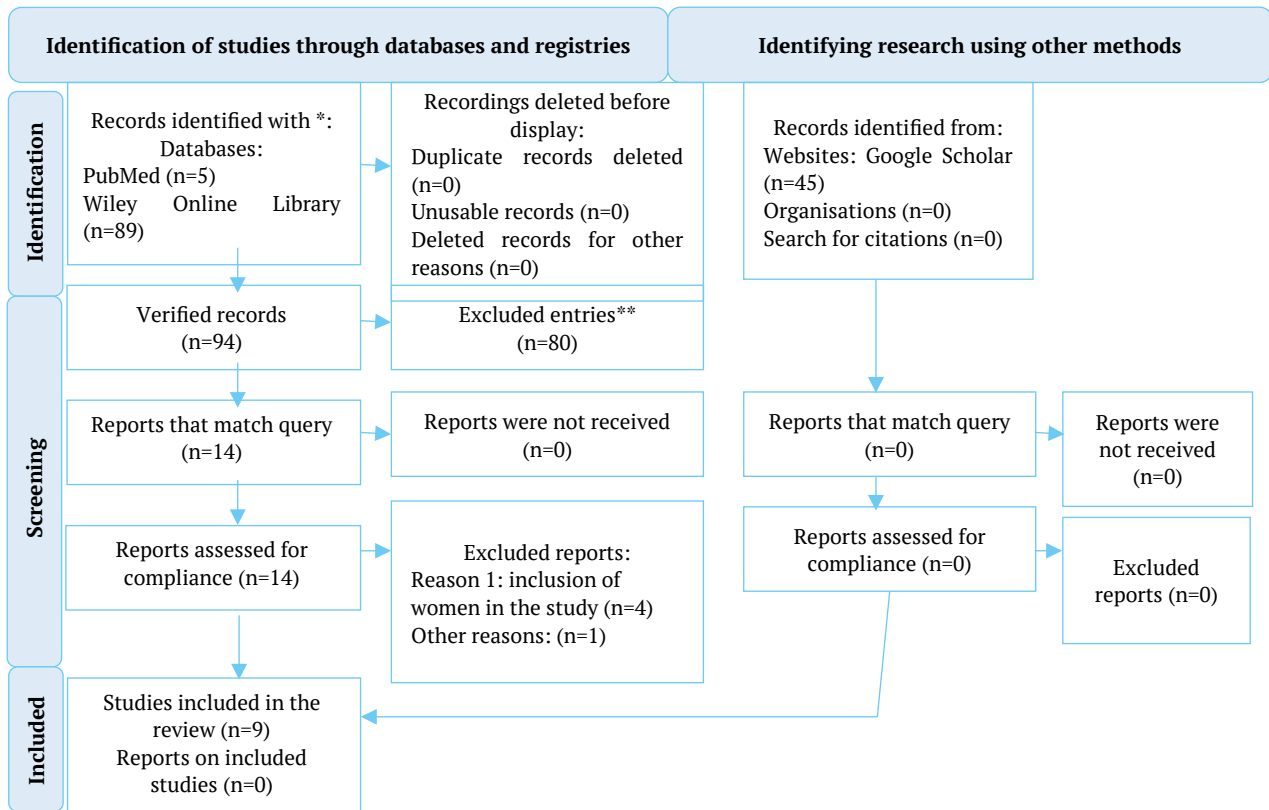 Identification of studies through databases and registries
Identifying research using other methods
Identification
Records identified with *:
Databases:
PubMed (n=5)
Wiley Online Library
(n=89)
Recordings deleted before
display:
Duplicate records deleted
(n=0)
Unusable records (n=0)
Deleted records for other
reasons (n=0)
Records identified from:
Websites: Google Scholar
(n=45)
Organisations (n=0)
Search for citations (n=0)
Screening
Verified records
(n=94)
Excluded entries**
(n=80)
Reports that match query
(n=14)
Reports were not received
(n=0)
Reports that match query
(n=0)
Reports were
not received
(n=0)
Reports assessed for
compliance (n=14)
Excluded reports:
Reason 1: inclusion of
women in the study (n=4)
Other reasons: (n=1)
Reports assessed for
compliance (n=0)
Excluded
reports (n=0)
Included
Studies included in the
review (n=9)
Reports on included
studies (n=0)